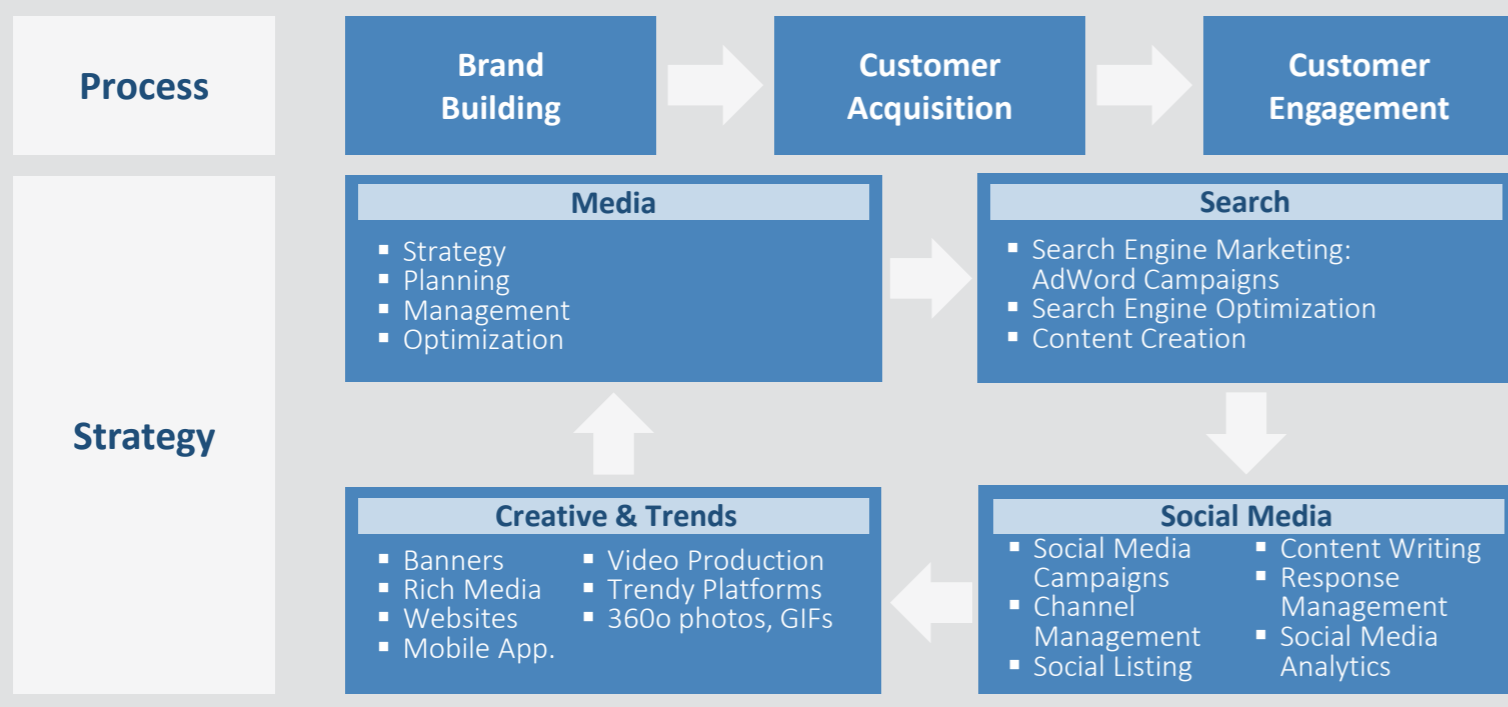 Process
Brand
Building
Customer
Acquisition
Customer
Engagement
Strategy
Media
▪ Strategy
▪ Planning
▪ Management
▪ Optimization
Search
▪ Search Engine Marketing:
AdWord Campaigns
▪ Search Engine Optimization
▪ Content Creation
Creative & Trends
▪ Banners
▪ Rich Media
▪ Websites
▪ Mobile App.
▪ Video Production
▪ Trendy Platforms
▪ 360o photos, GIFs
Social Media
▪ Social Media
Campaigns
▪ Channel
Management
▪ Social Listing
▪ Content Writing
▪ Response
Management
▪ Social Media
Analytics